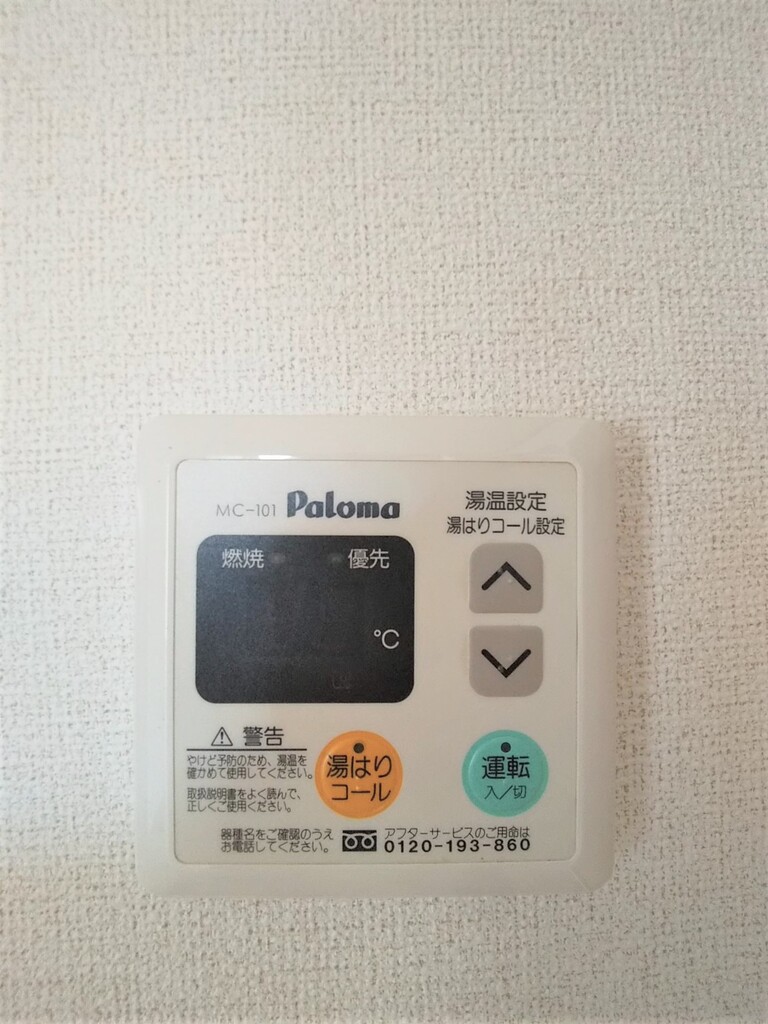 MC-101 Paloma
湯温設定
湯はりコール設定
燃焼 優先
℃
警告
やけど予防のため、湯温を
確かめて使用してください。
取扱説明書をよく読んで、
正しくご使用ください。
湯はり
コール
運転
入/切
器種名をご確認のうえ
お電話してください。
アフターサービスのご用命は
0120-193-860